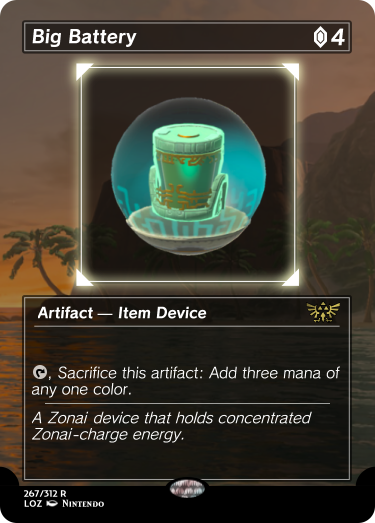 Big Battery 4
Artifact — Item Device
, Sacrifice this artifact: Add three mana of
any one color.
A Zonai device that holds concentrated
Zonai-charge energy.
267/312 R
LOZ Nintendo